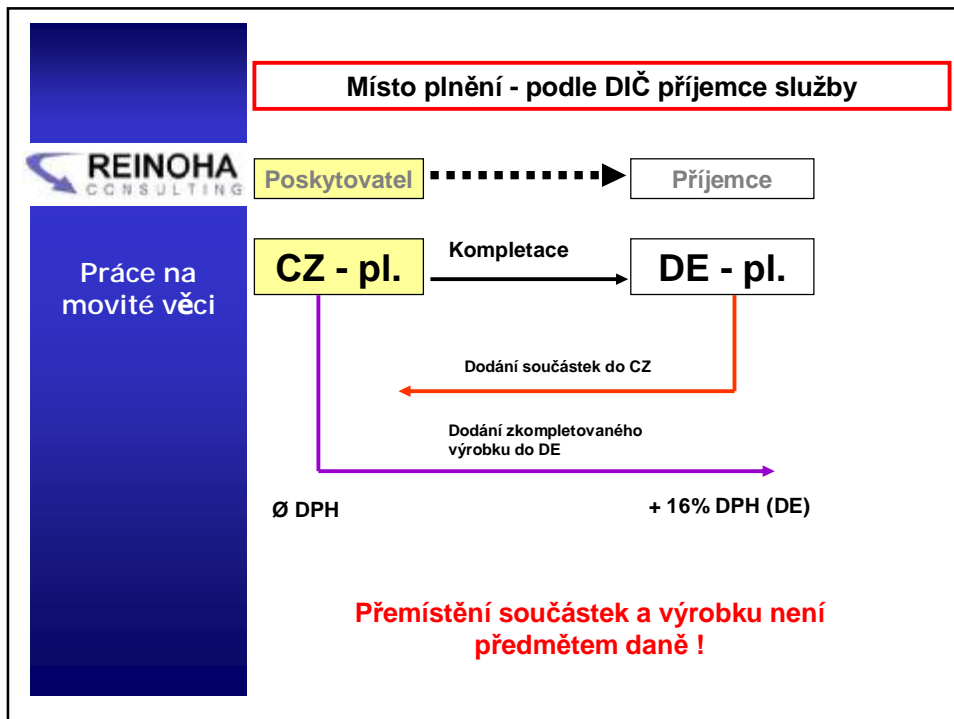 Místo plnění - podle DIČ příjemce služby
REINOHA
CONSULTING
Poskytovatel
Příjemce
Práce na
movité věci
CZ - pl.
Kompletace
DE - pl.
Dodání součástek do CZ
Dodání zkompletovaného
výrobku do DE
Ø DPH
+ 16% DPH (DE)
Přemístění součástek a výrobku není
předmětem daně !